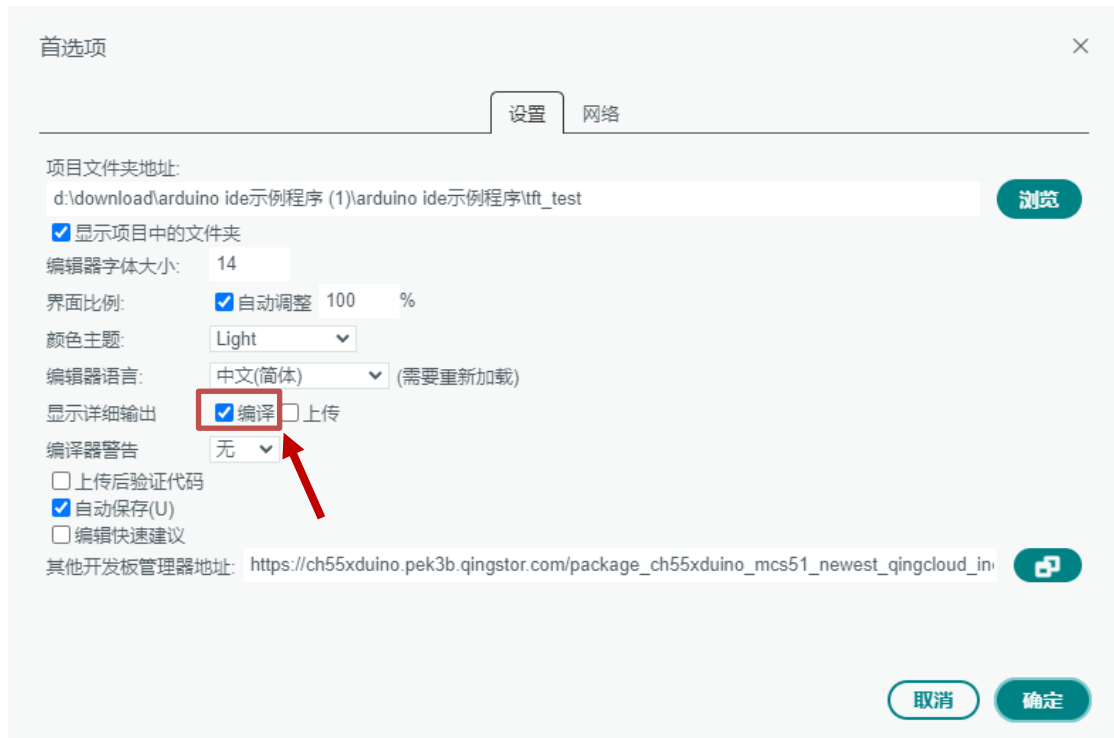 首选项
设置 网络
项目文件夹地址:
d:\download\arduino ide示例程序 (1)\arduino ide示例程序\tft_test 浏览
显示项目中的文件夹
编辑器字体大小: 14
界面比例: 自动调整 100 %
颜色主题: Light
编辑器语言: 中文(简体) (需要重新加载)
显示详细输出 编译 上传
编译器警告 无
上传后验证代码
自动保存(U)
编辑快速建议
其他开发板管理器地址: https://ch55xduino.pek3b.qingstor.com/package_ch55xduino_mcs51_newest_qingcloud_in
取消 确定